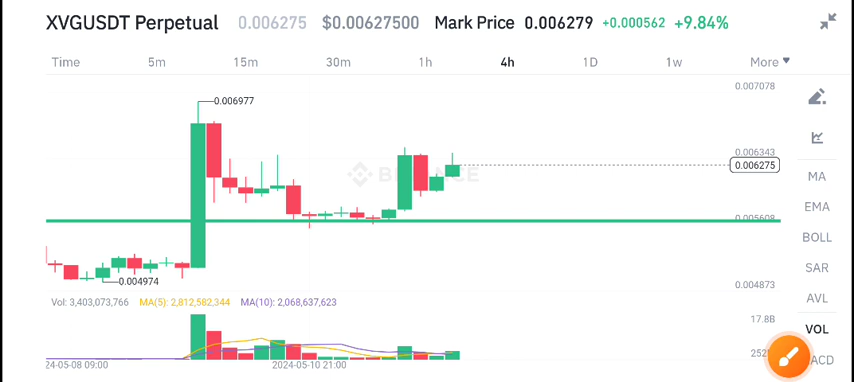 XVGUSDT Perpetual 0.006275 $0.00627500 Mark Price 0.006279 +0.000562 +9.84%
Time 5m 15m 30m 1h 4h 1D 1w More
0.007078
0.006977
0.006343
0.006275
BINANCE
0.005608
0.004974
0.004873
MA
EMA
BOLL
SAR
AVL
VOL
Vol: 3,403,073,766 MA(5): 2,812,582,344 MA(10): 2,068,637,623
17.8B
252
ACD
24-05-08 09:00 2024-05-10 21:00